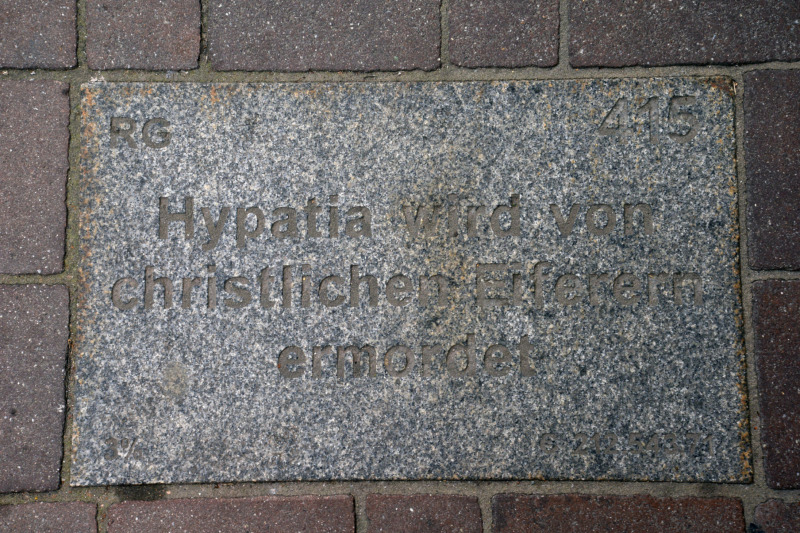 RG 415
Hypatia wird von
christlichen Eiferern
ermordet